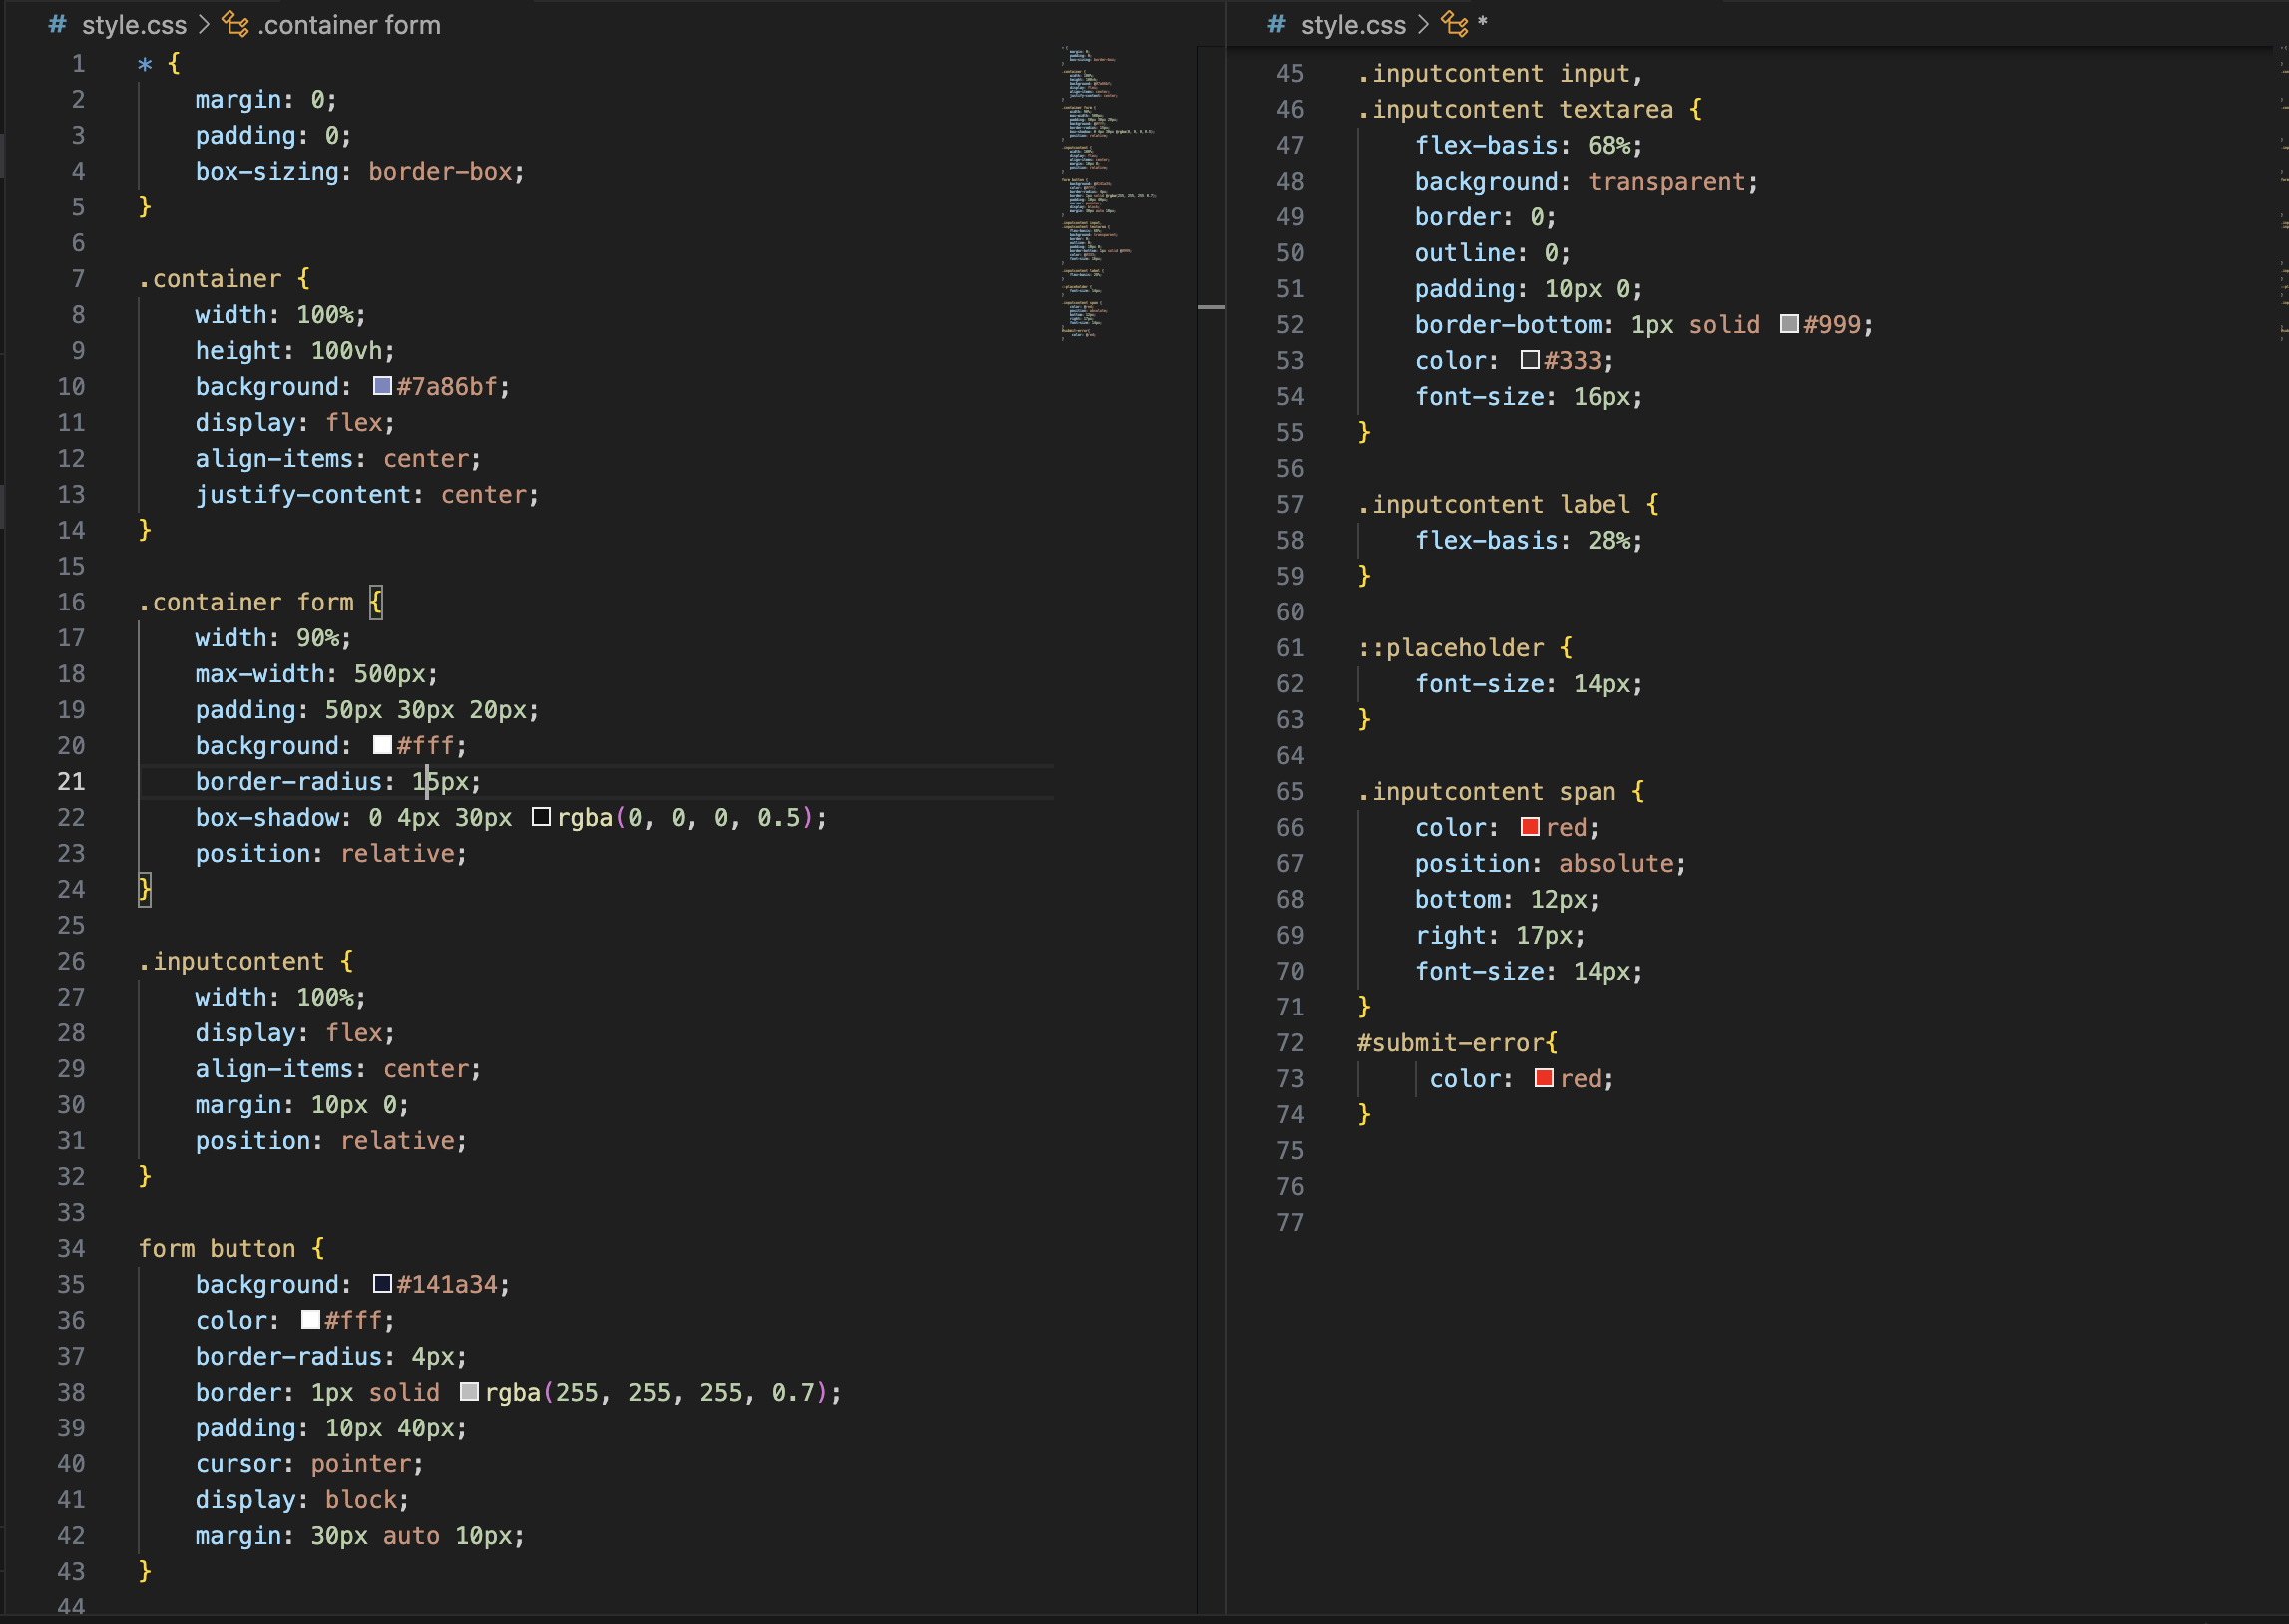 # style.css > .container form
1 * {
2 margin: 0;
3 padding: 0;
4 box-sizing: border-box;
5 }
6
7 .container {
8 width: 100%;
9 height: 100vh;
10 background: #7a86bf;
11 display: flex;
12 align-items: center;
13 justify-content: center;
14 }
15
16 .container form {
17 width: 90%;
18 max-width: 500px;
19 padding: 50px 30px 20px;
20 background: #fff;
21 border-radius: 15px;
22 box-shadow: 0 4px 30px rgba(0, 0, 0, 0.5);
23 position: relative;
24 }
25
26 .inputcontent {
27 width: 100%;
28 display: flex;
29 align-items: center;
30 margin: 10px 0;
31 position: relative;
32 }
33
34 form button {
35 background: #141a34;
36 color: #fff;
37 border-radius: 4px;
38 border: 1px solid rgba(255, 255, 255, 0.7);
39 padding: 10px 40px;
40 cursor: pointer;
41 display: block;
42 margin: 30px auto 10px;
43 }
44
# style.css > *
45 .inputcontent input,
46 .inputcontent textarea {
47 flex-basis: 68%;
48 background: transparent;
49 border: 0;
50 outline: 0;
51 padding: 10px 0;
52 border-bottom: 1px solid #999;
53 color: #333;
54 font-size: 16px;
55 }
56
57 .inputcontent label {
58 flex-basis: 28%;
59 }
60
61 ::placeholder {
62 font-size: 14px;
63 }
64
65 .inputcontent span {
66 color: red;
67 position: absolute;
68 bottom: 12px;
69 right: 17px;
70 font-size: 14px;
71 }
72 #submit-error{
73 color: red;
74 }
75
76
77